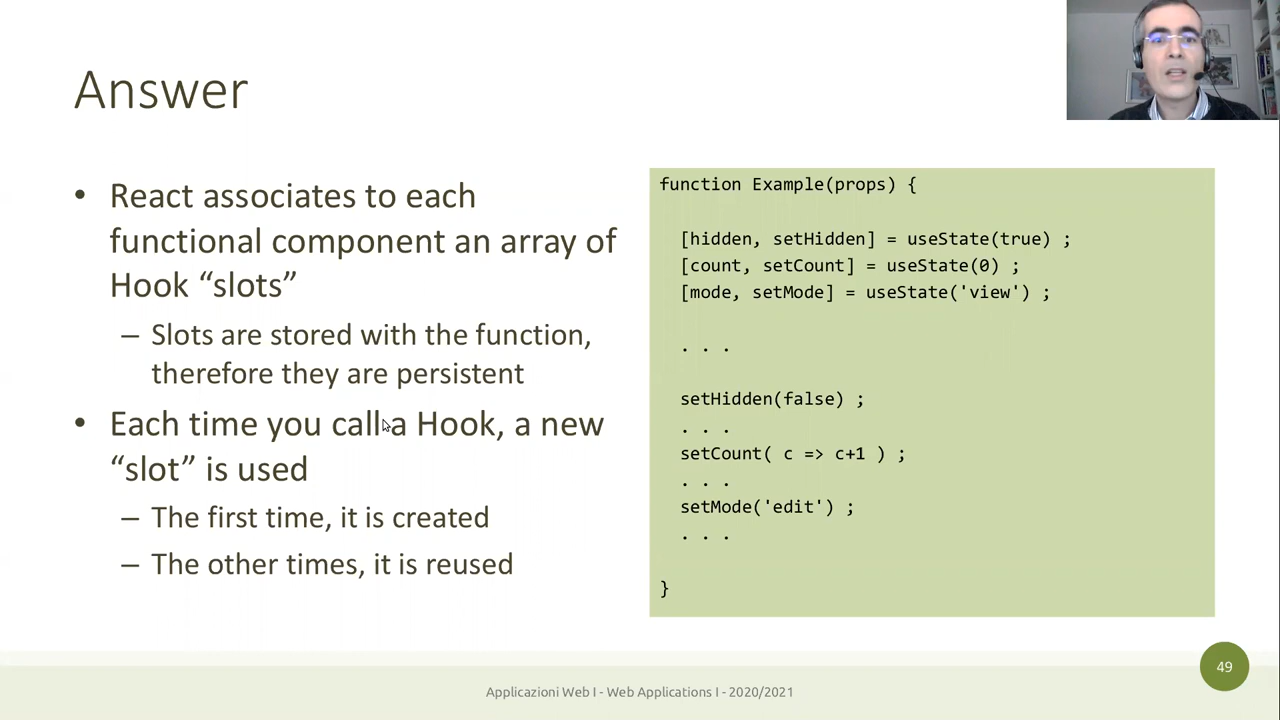 Answer
• React associates to each
functional component an array of
Hook “slots”
– Slots are stored with the function,
therefore they are persistent
• Each time you call a Hook, a new
“slot” is used
– The first time, it is created
– The other times, it is reused
function Example(props) {
[hidden, setHidden] = useState(true) ;
[count, setCount] = useState(0) ;
[mode, setMode] = useState('view') ;
. . .
setHidden(false) ;
. . .
setCount( c => c+1 ) ;
. . .
setMode('edit') ;
. . .
}
Applicazioni Web I - Web Applications I - 2020/2021
49